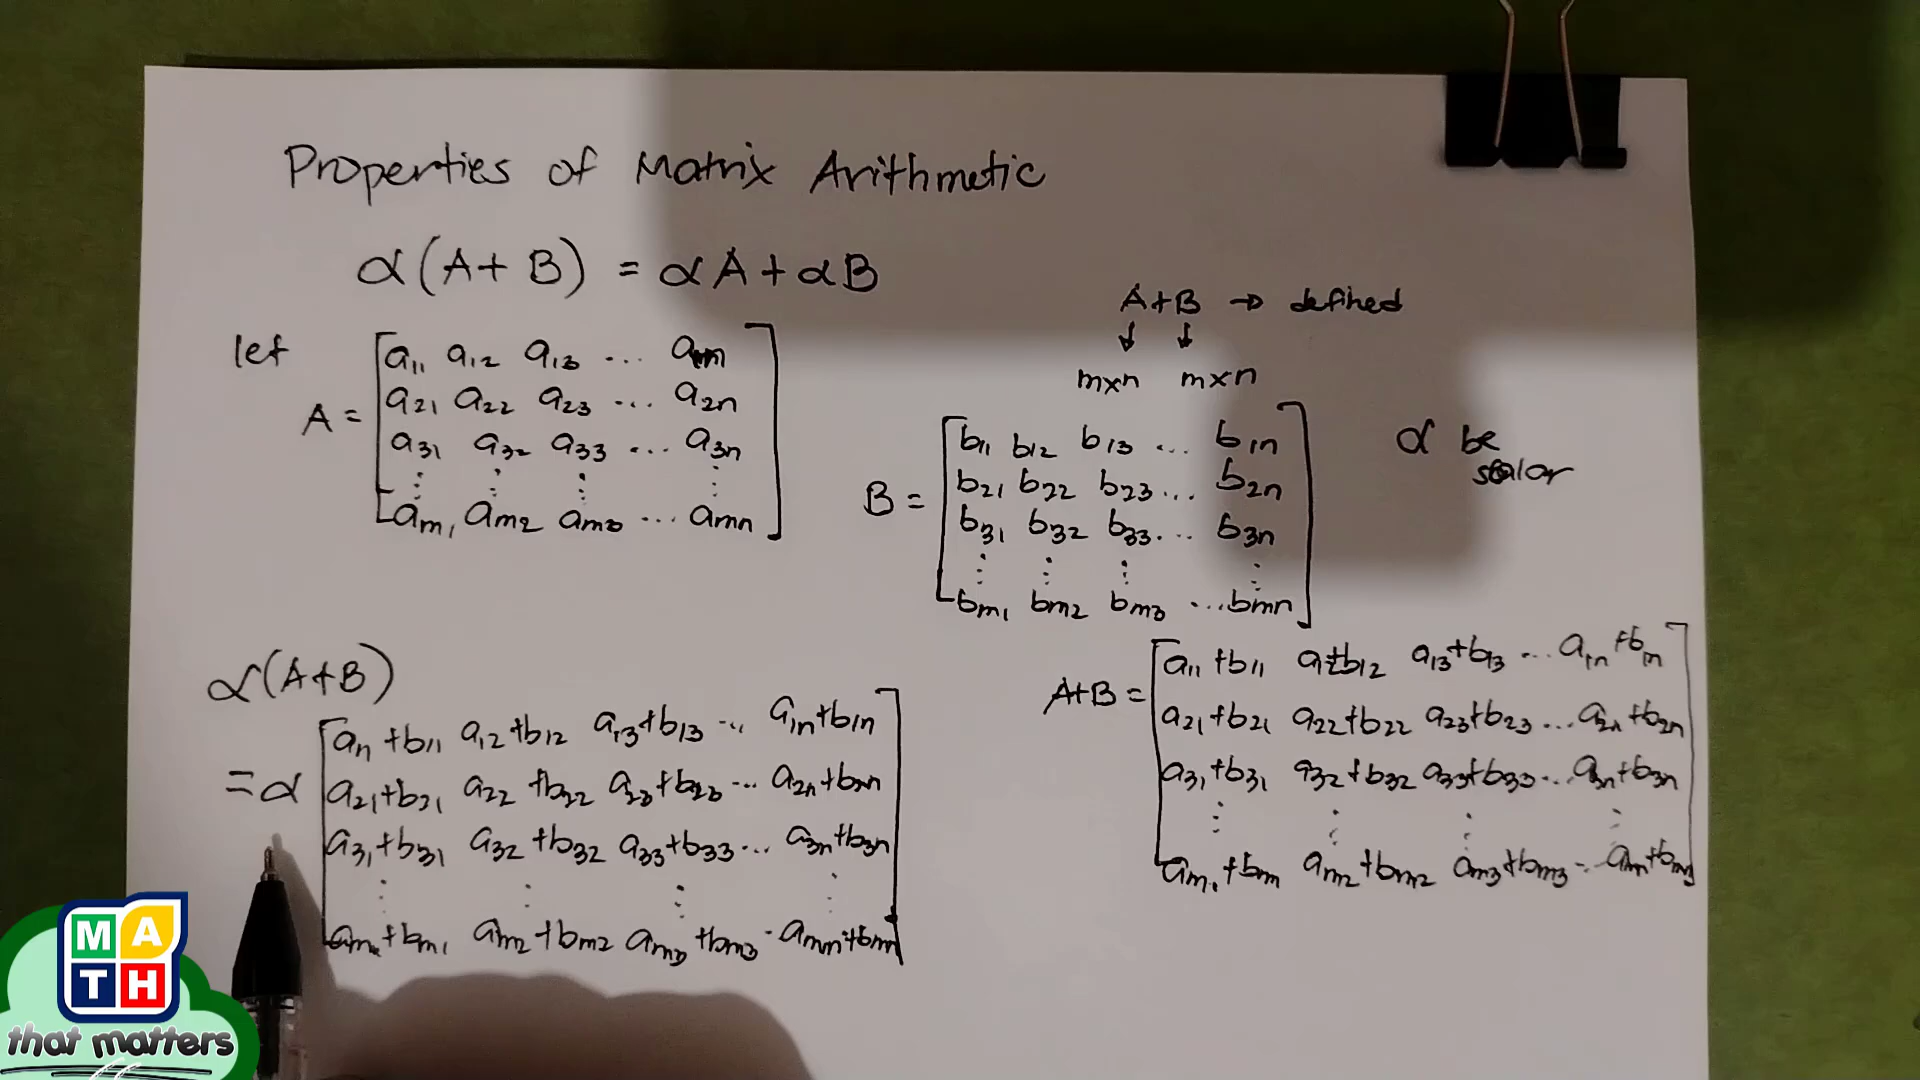 Properties of Matrix Arithmetic
α(A+B) = αA+αB
A+B → defined
m×n m×n
let
A =
a11 a12 a13 ... a1n
a21 a22 a23 ... a2n
a31 a32 a33 ... a3n
⋮ ⋮ ⋮ ⋮
am1 am2 am3 ... amn
B =
b11 b12 b13 ... b1n
b21 b22 b23 ... b2n
b31 b32 b33 ... b3n
⋮ ⋮ ⋮ ⋮
bm1 bm2 bm3 ... bmn
α be
scalar
A+B =
a11+b11 a12+b12 a13+b13 ... a1n+b1n
a21+b21 a22+b22 a23+b23 ... a2n+b2n
a31+b31 a32+b32 a33+b33 ... a3n+b3n
⋮ ⋮ ⋮ ⋮
am1+bm am2+bm2 am3+bm3 ...
α(A+B)
= α
a11+b11 a12+b12 a13+b13 ... a1n+b1n
a21+b21 a22+b22 a23+b23 ... a2n+b2n
a31+b31 a32+b32 a33+b33 ... a3n+b3n
⋮ ⋮ ⋮ ⋮
am1+bm1 am2+bm2 am3+bm3 . amn+bmn
MATH
that matters